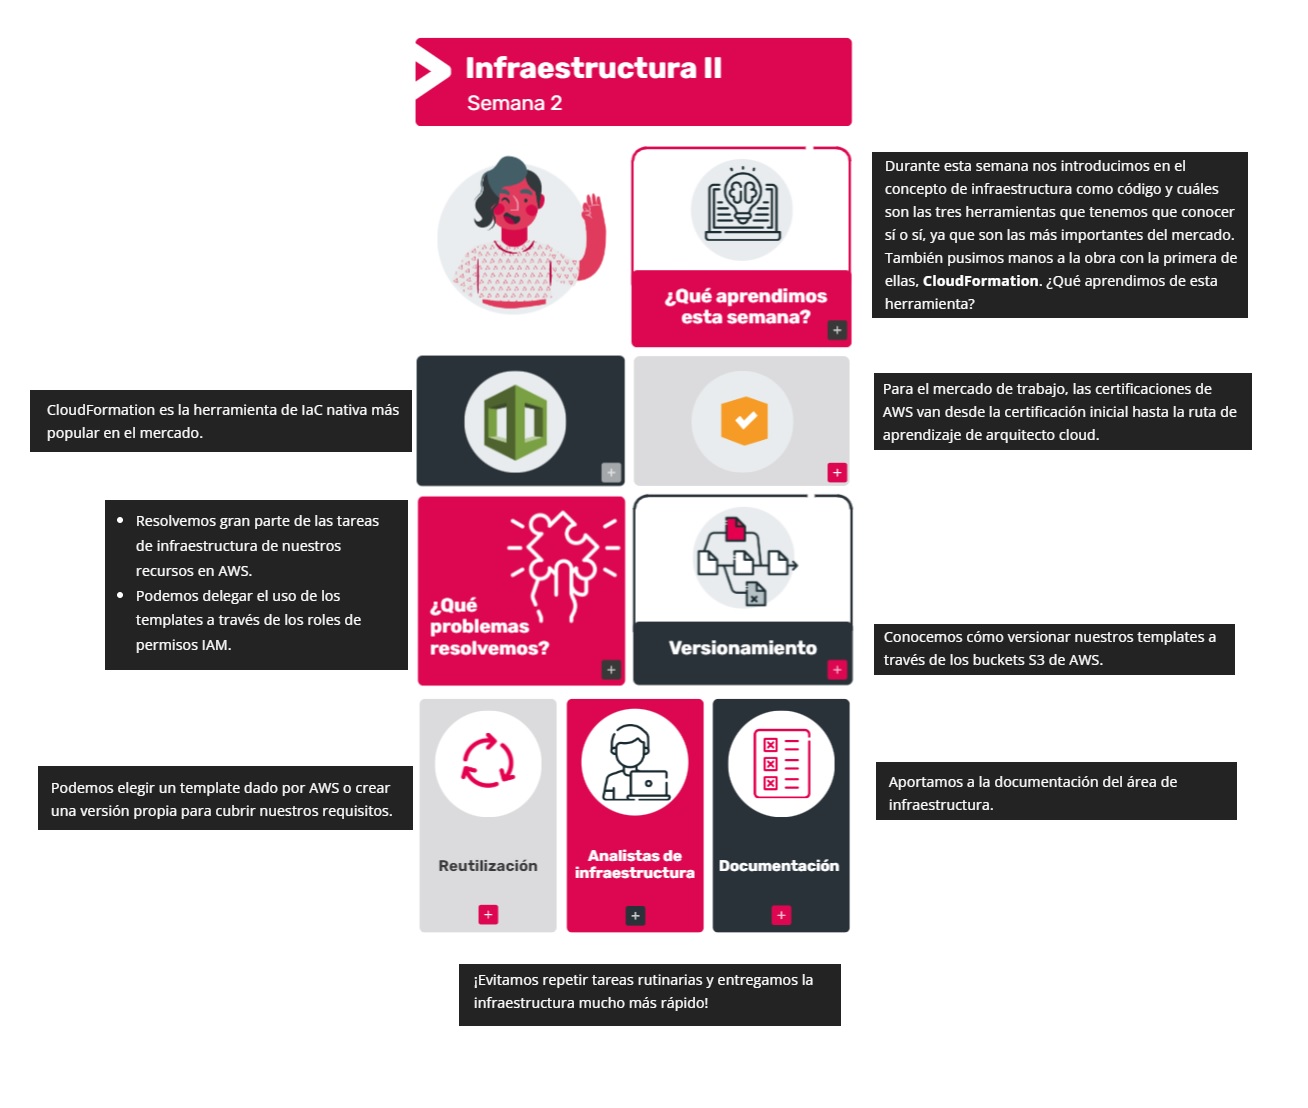 Infraestructura II
Semana 2
¿Qué aprendimos
esta semana?
Durante esta semana nos introducimos en el
concepto de infraestructura como código y cuáles
son las tres herramientas que tenemos que conocer
sí o sí, ya que son las más importantes del mercado.
También pusimos manos a la obra con la primera de
ellas, CloudFormation. ¿Qué aprendimos de esta
herramienta?
CloudFormation es la herramienta de IaC nativa más
popular en el mercado.
Para el mercado de trabajo, las certificaciones de
AWS van desde la certificación inicial hasta la ruta de
aprendizaje de arquitecto cloud.
• Resolvemos gran parte de las tareas
de infraestructura de nuestros
recursos en AWS.
• Podemos delegar el uso de los
templates a través de los roles de
permisos IAM.
¿Qué
problemas
resolvemos?
Versionamiento
Conocemos cómo versionar nuestros templates a
través de los buckets S3 de AWS.
Podemos elegir un template dado por AWS o crear
una versión propia para cubrir nuestros requisitos.
Reutilización
Analistas de
infraestructura
Documentación
Aportamos a la documentación del área de
infraestructura.
¡Evitamos repetir tareas rutinarias y entregamos la
infraestructura mucho más rápido!